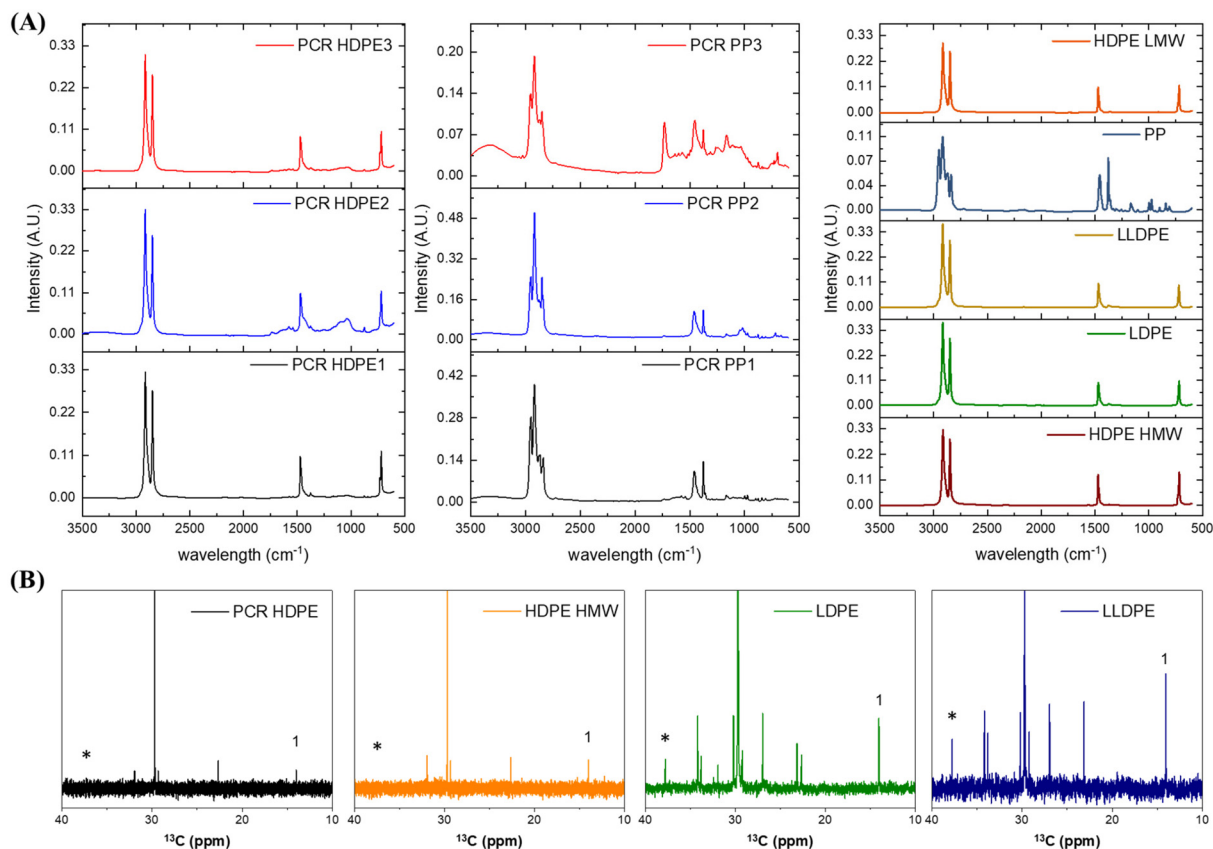 (A)
PCR HDPE3
0.33
0.22
0.11
0.00
PCR HDPE2
0.33
0.22
0.11
0.00
PCR HDPE1
0.33
0.22
0.11
0.00
Intensity (A.U.)
3500 3000 2500 2000 1500 1000 500
wavelength (cm⁻¹)
PCR PP3
0.20
0.13
0.07
0.00
PCR PP2
0.48
0.32
0.16
0.00
PCR PP1
0.42
0.28
0.14
0.00
Intensity (A.U.)
3500 3000 2500 2000 1500 1000 500
wavelength (cm⁻¹)
HDPE LMW
0.33
0.22
0.11
0.00
PP
0.11
0.07
0.04
0.00
LLDPE
0.33
0.22
0.11
0.00
LDPE
0.33
0.22
0.11
0.00
HDPE HMW
0.33
0.22
0.11
0.00
Intensity (A.U.)
3500 3000 2500 2000 1500 1000 500
wavelength (cm⁻¹)
(B)
PCR HDPE
* 1
40 30 20 10
¹³C (ppm)
HDPE HMW
* 1
40 30 20 10
¹³C (ppm)
LDPE
* 1
40 30 20 10
¹³C (ppm)
LLDPE
* 1
40 30 20 10
¹³C (ppm)